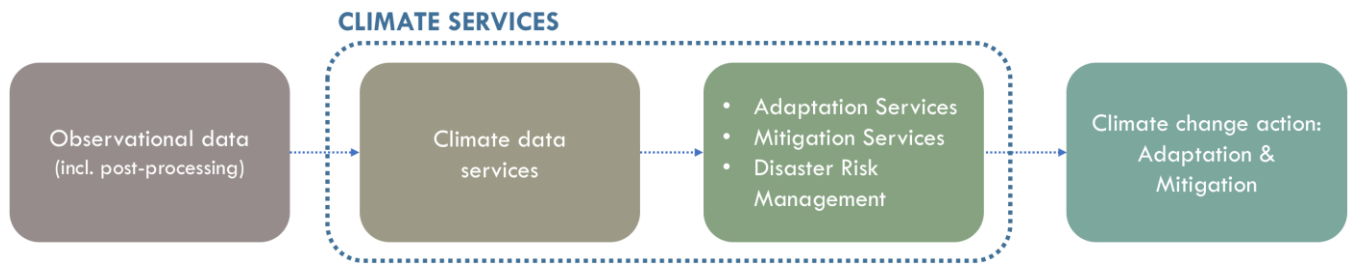 CLIMATE SERVICES
Observational data
(incl. post-processing)
Climate data
services
• Adaptation Services
• Mitigation Services
• Disaster Risk
Management
Climate change action:
Adaptation &
Mitigation